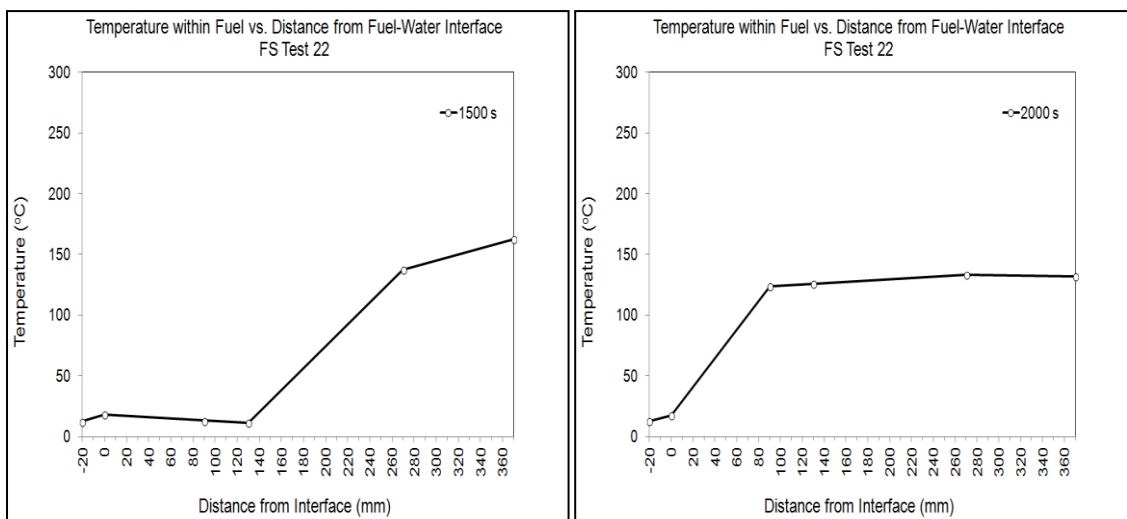 Temperature within Fuel vs. Distance from Fuel-Water Interface
FS Test 22
300
250
200
150
100
50
0
Temperature (°C)
1500 s
-20 0 20 40 60 80 100 120 140 160 180 200 220 240 260 280 300 320 340 360
Distance from Interface (mm)
Temperature within Fuel vs. Distance from Fuel-Water Interface
FS Test 22
300
250
200
150
100
50
0
Temperature (°C)
2000 s
-20 0 20 40 60 80 100 120 140 160 180 200 220 240 260 280 300 320 340 360
Distance from Interface (mm)